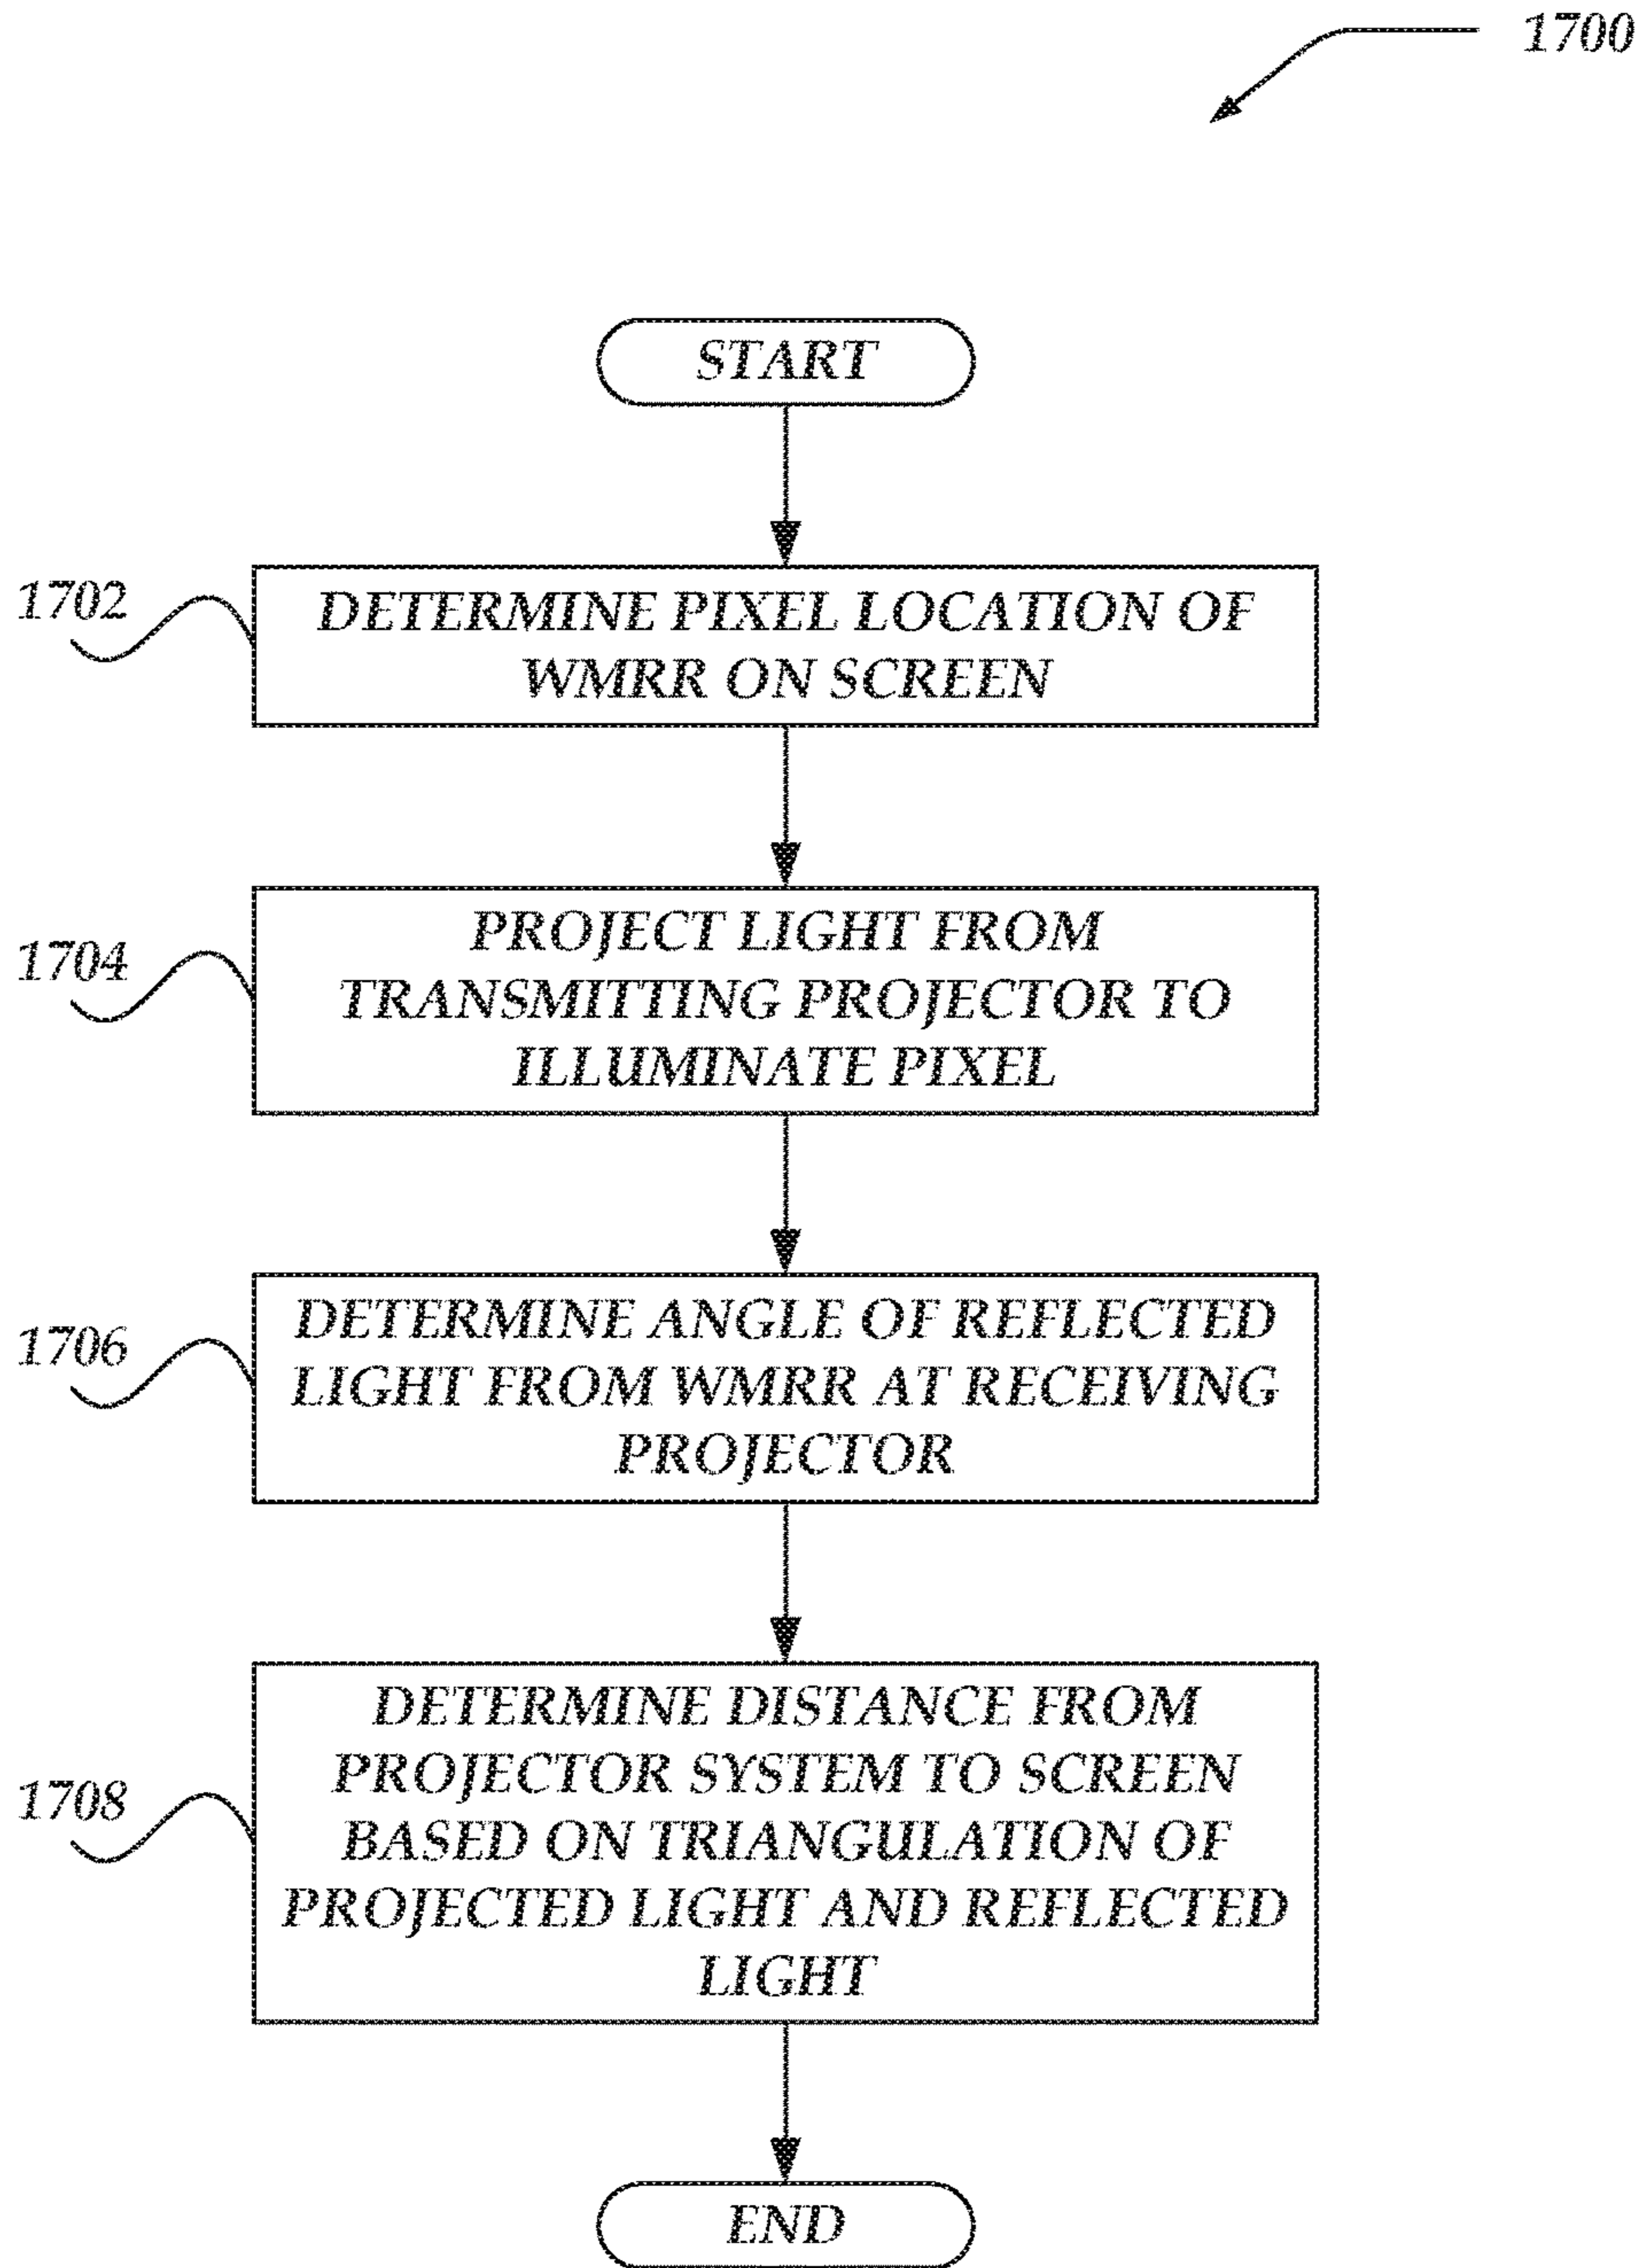 1700
START
1702
DETERMINE PIXEL LOCATION OF
WMRR ON SCREEN
1704
PROJECT LIGHT FROM
TRANSMITTING PROJECTOR TO
ILLUMINATE PIXEL
1706
DETERMINE ANGLE OF REFLECTED
LIGHT FROM WMRR AT RECEIVING
PROJECTOR
1708
DETERMINE DISTANCE FROM
PROJECTOR SYSTEM TO SCREEN
BASED ON TRIANGULATION OF
PROJECTED LIGHT AND REFLECTED
LIGHT
END